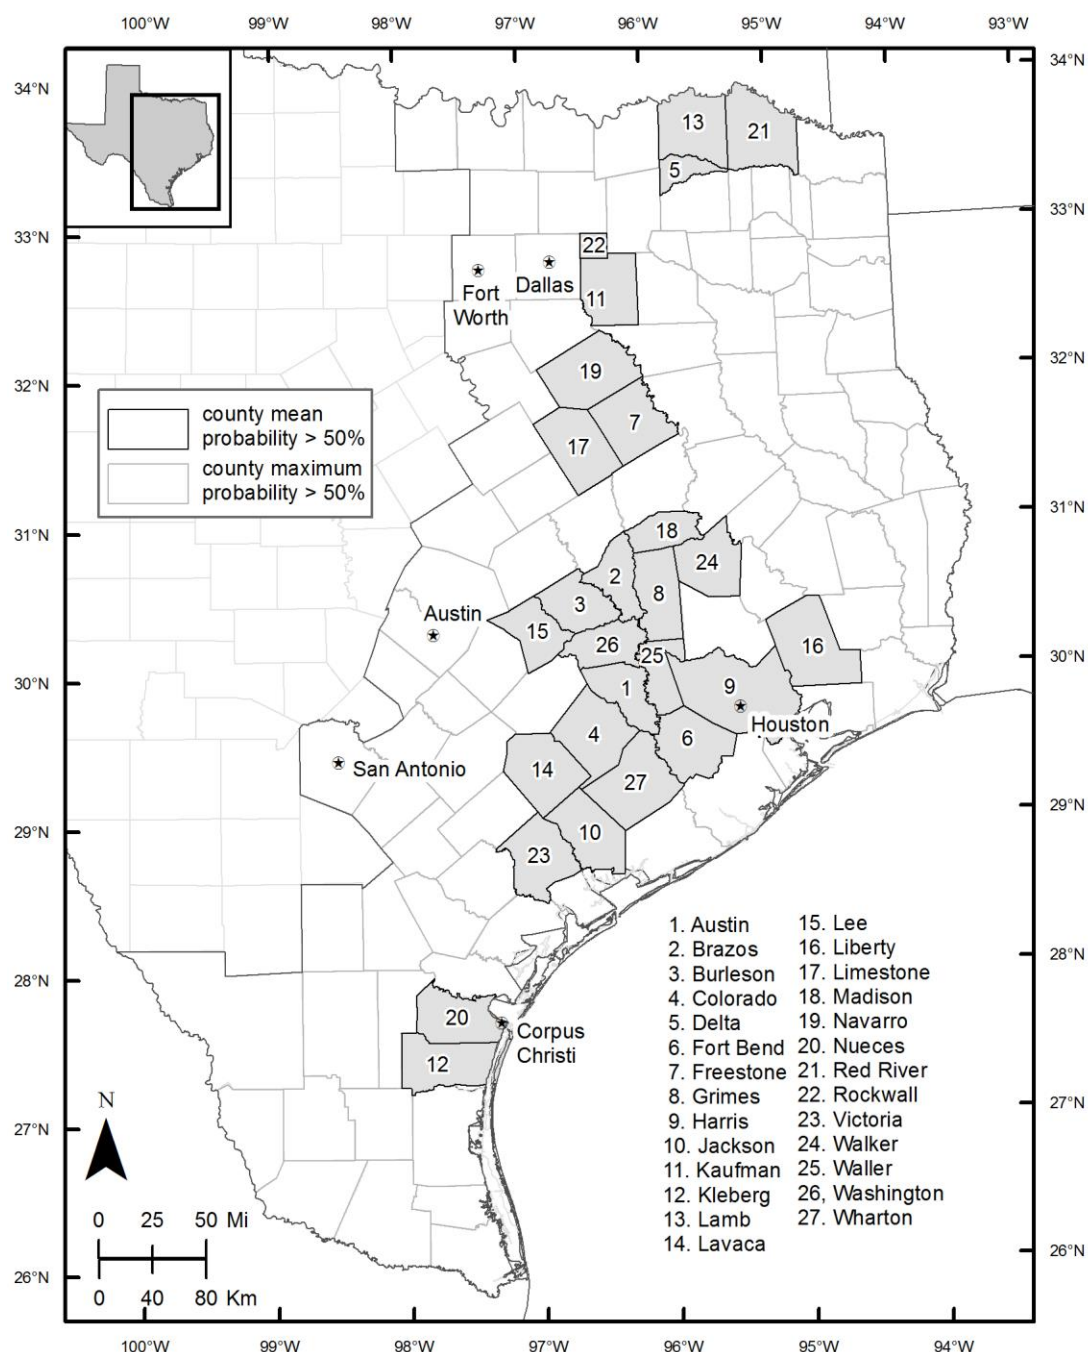 100°W 99°W 98°W 97°W 96°W 95°W 94°W 93°W
34°N 34°N
13 21
5
33°N 33°N
22
Dallas
Fort
Worth
11
32°N 32°N
19
county mean
probability > 50%
county maximum
probability > 50%
7
17
31°N 31°N
18
24
2
8
3
Austin
15
26
16
25
30°N 30°N
1
9
Houston
4
6
San Antonio
14
27
29°N 29°N
10
23
28°N 28°N
20
Corpus
Christi
12
27°N 27°N
26°N 26°N
1. Austin
2. Brazos
3. Burleson
4. Colorado
5. Delta
6. Fort Bend
7. Freestone
8. Grimes
9. Harris
10. Jackson
11. Kaufman
12. Kleberg
13. Lamb
14. Lavaca
15. Lee
16. Liberty
17. Limestone
18. Madison
19. Navarro
20. Nueces
21. Red River
22. Rockwall
23. Victoria
24. Walker
25. Waller
26, Washington
27. Wharton
N
0 25 50 Mi
0 40 80 Km
100°W 99°W 98°W 97°W 96°W 95°W 94°W